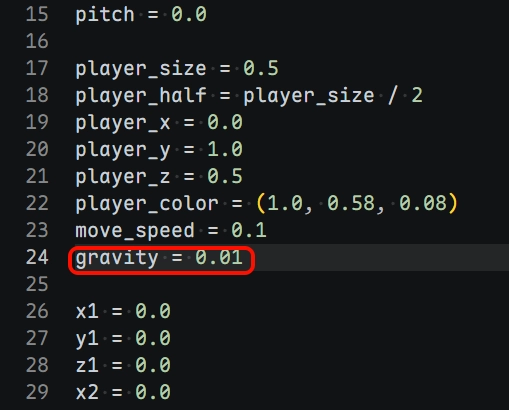 15 pitch = 0.0
16
17 player_size = 0.5
18 player_half = player_size / 2
19 player_x = 0.0
20 player_y = 1.0
21 player_z = 0.5
22 player_color = (1.0, 0.58, 0.08)
23 move_speed = 0.1
24 gravity = 0.01
25
26 x1 = 0.0
27 y1 = 0.0
28 z1 = 0.0
29 x2 = 0.0